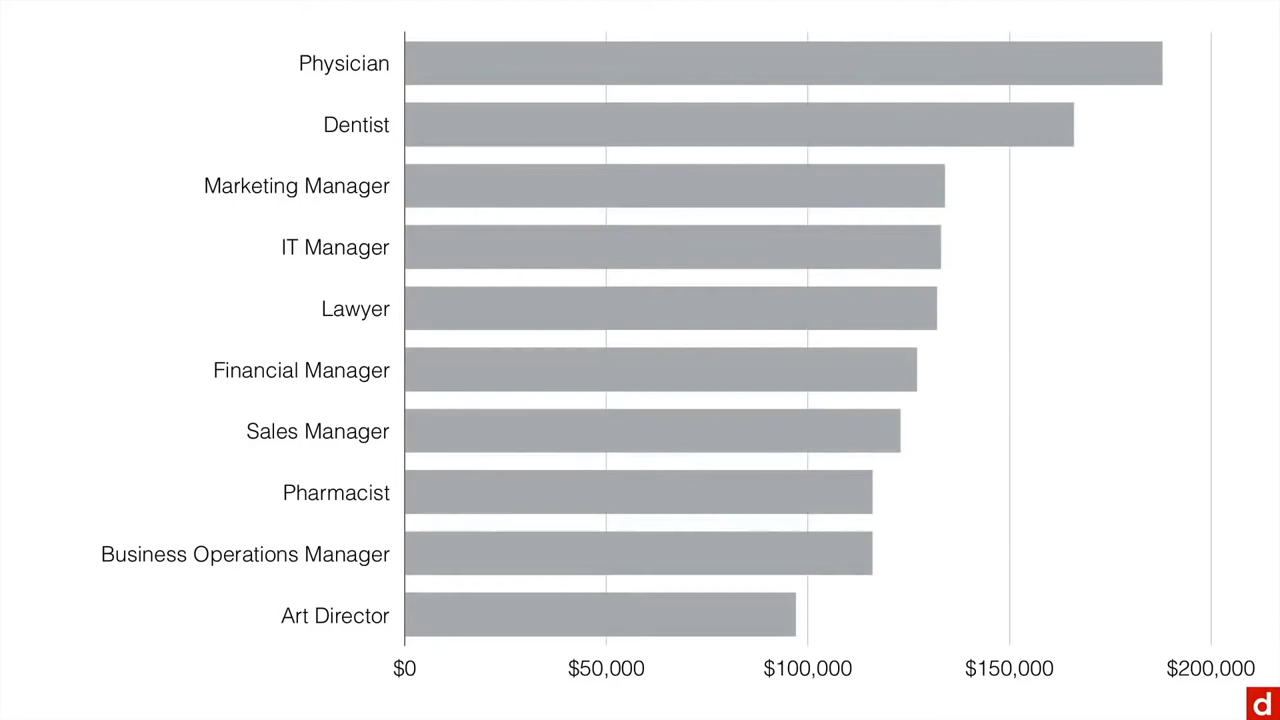 Physician
Dentist
Marketing Manager
IT Manager
Lawyer
Financial Manager
Sales Manager
Pharmacist
Business Operations Manager
Art Director
$0 $50,000 $100,000 $150,000 $200,000
d